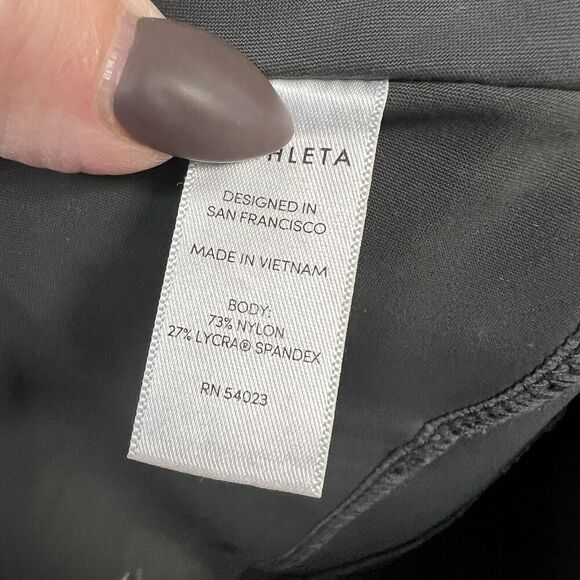 HLETA
DESIGNED IN
SAN FRANCISCO
MADE IN VIETNAM
BODY:
73% NYLON
27% LYCRA® SPANDEX
RN 54023